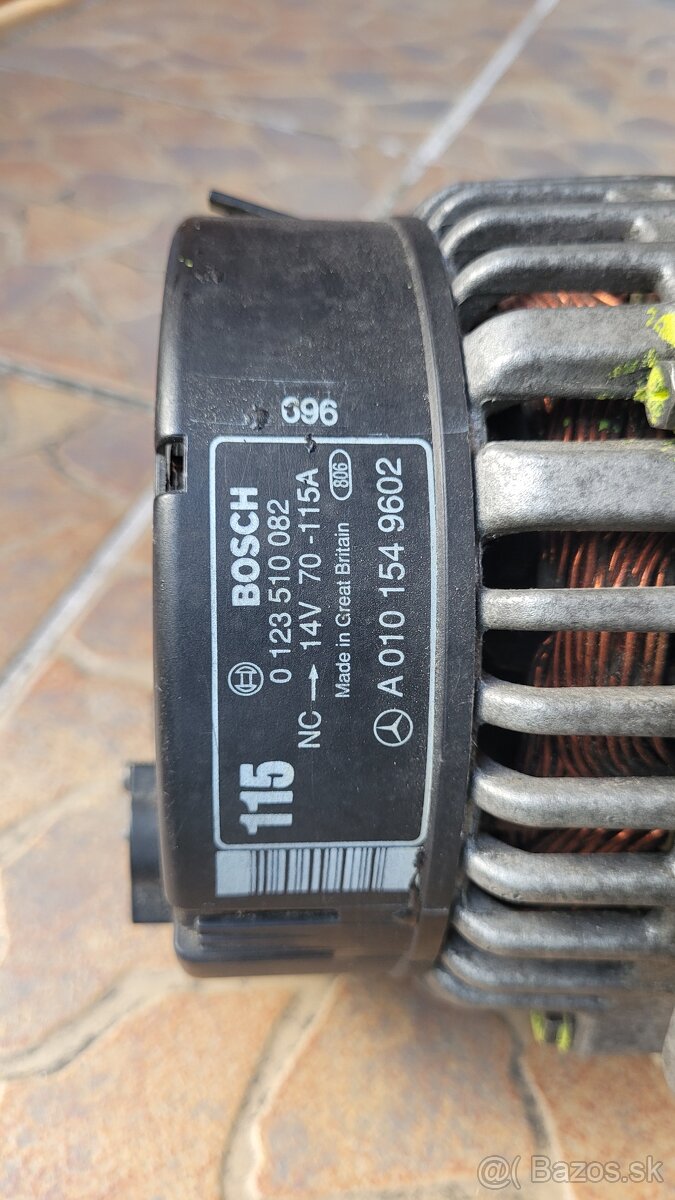 696
115
BOSCH
0 123 510 082
NC → 14V 70 -115A
Made in Great Britain 806
A 010 154 9602
@Bazos.sk